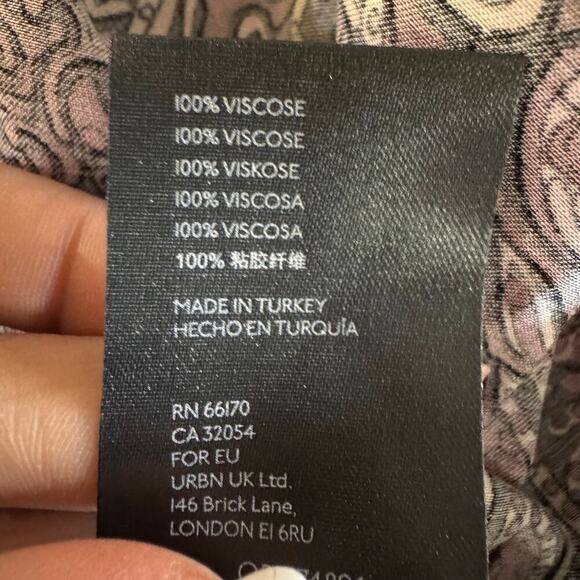 100% VISCOSE
100% VISCOSE
100% VISKOSE
100% VISCOSA
100% VISCOSA
100% 粘胶纤维
MADE IN TURKEY
HECHO EN TURQUÍA
RN 66170
CA 32054
FOR EU
URBN UK Ltd.
146 Brick Lane,
LONDON E1 6RU